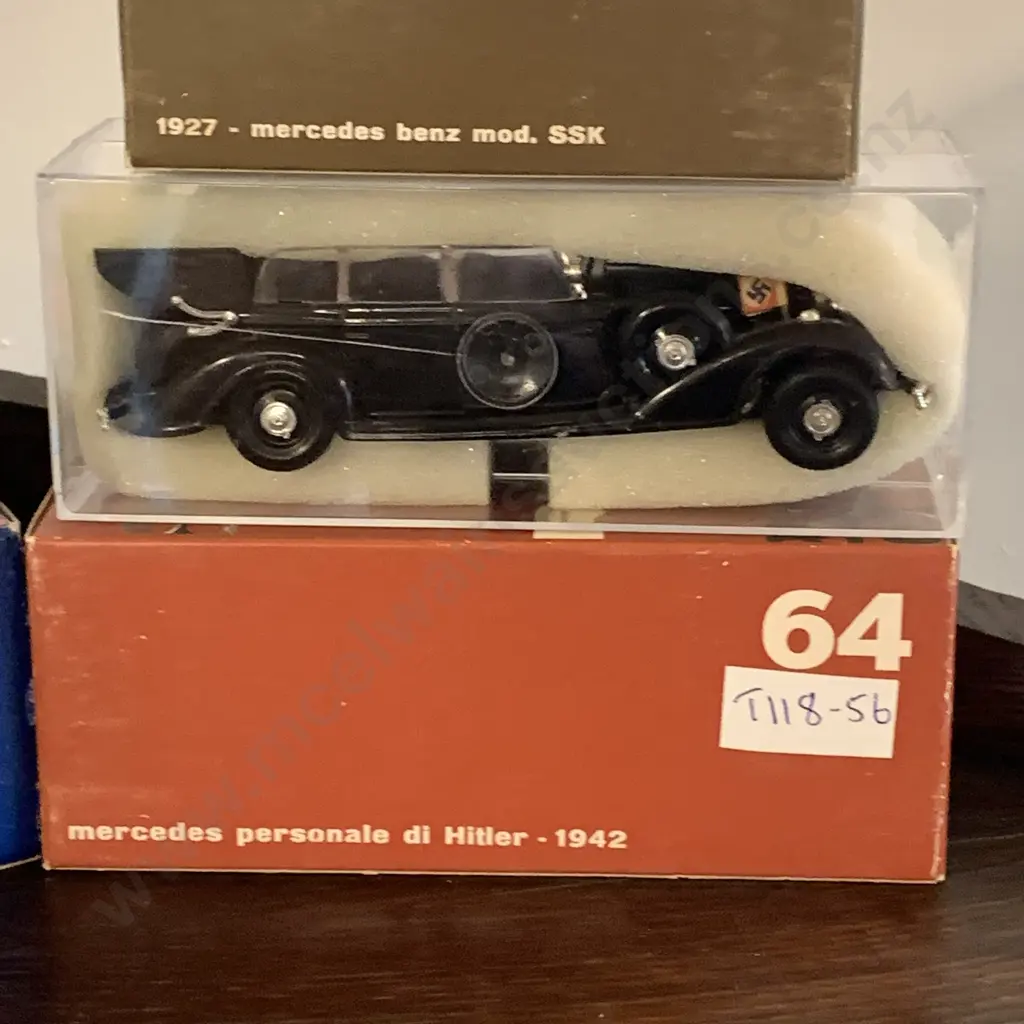 1927 - mercedes benz mod. SSK
64
T118-56
mercedes personale di Hitler - 1942